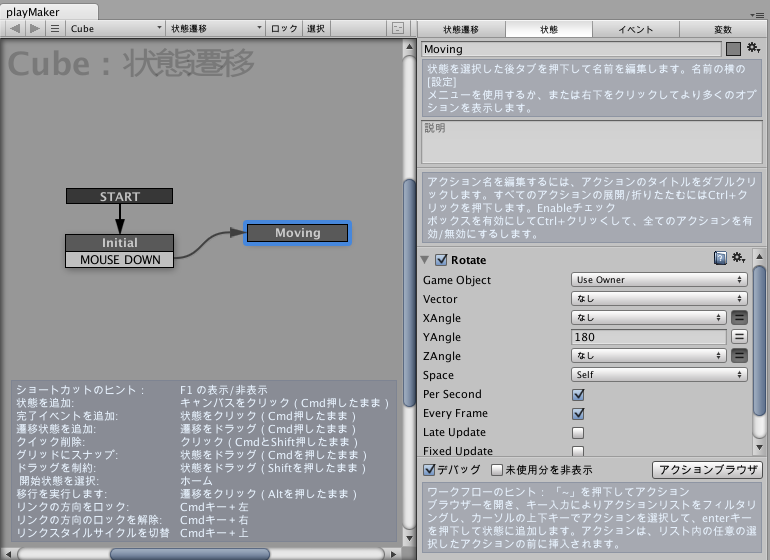 playMaker
Cube
状態遷移
ロック
選択
Cube : 状態遷移
START
Initial
MOUSE DOWN
Moving
ショートカットのヒント : F1 の表示/非表示
状態を追加: キャンバスをクリック ( Cmd押したまま )
完了イベントを追加: 状態をクリック ( Cmd押したまま )
遷移状態を追加: 遷移をドラッグ ( Cmd押したまま )
クイック削除: クリック ( CmdとShift押したまま )
グリッドにスナップ: 状態をドラッグ ( Cmdを押したまま )
ドラッグを制約: 状態をドラッグ ( Shiftを押したまま )
開始状態を選択: ホーム
移行を実行します: 遷移をクリック ( Altを押したまま )
リンクの方向をロック: Cmdキー + 左
リンクの方向のロックを解除: Cmdキー + 右
リンクスタイルサイクルを切替 Cmdキー + 上
状態遷移
状態
イベント
変数
Moving
状態を選択した後タブを押下して名前を編集します。名前の横の
[設定]
メニューを使用するか、または右下をクリックしてより多くのオプ
ションを表示します。
説明
アクション名を編集するには、アクションのタイトルをダブルクリ
ックします。すべてのアクションの展開/折りたたむにはCtrl+ク
リックを押下します。Enableチェック
ボックスを有効にしてCtrl+クリッくして、全てのアクションを有
効/無効にするします。
Rotate
Game Object Use Owner
Vector なし
XAngle なし
YAngle 180
ZAngle なし
Space Self
Per Second
Every Frame
Late Update
Fixed Update
デバッグ 未使用分を非表示 アクションブラウザ
ワークフローのヒント : 「~」を押下してアクション
ブラウザーを開き、キー入力によりアクションリストをフィルタリ
ングし、カーソルの上下キーでアクションを選択して、enterキー
を押下して状態に追加します。アクションは、リスト内の任意の選
択したアクションの前に挿入されます。